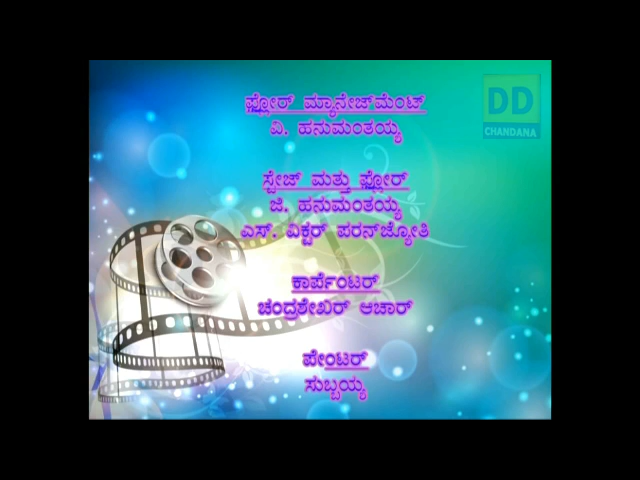 DD
CHANDANA
ಫ್ಲೋರ್ ಮ್ಯಾನೇಜ್‌ಮೆಂಟ್
ವಿ. ಹನುಮಂತಯ್ಯ
ಸ್ಟೇಜ್ ಮತ್ತು ಫ್ಲೋರ್
ಜಿ. ಹನುಮಂತಯ್ಯ
ಎಸ್. ವಿಕ್ಟರ್ ಪರನ್‌ಜ್ಯೋತಿ
ಕಾರ್ಪೆಂಟರ್
ಚಂದ್ರಶೇಖರ್ ಆಚಾರ್
ಪೇಂಟರ್
ಸುಬ್ಬಯ್ಯ